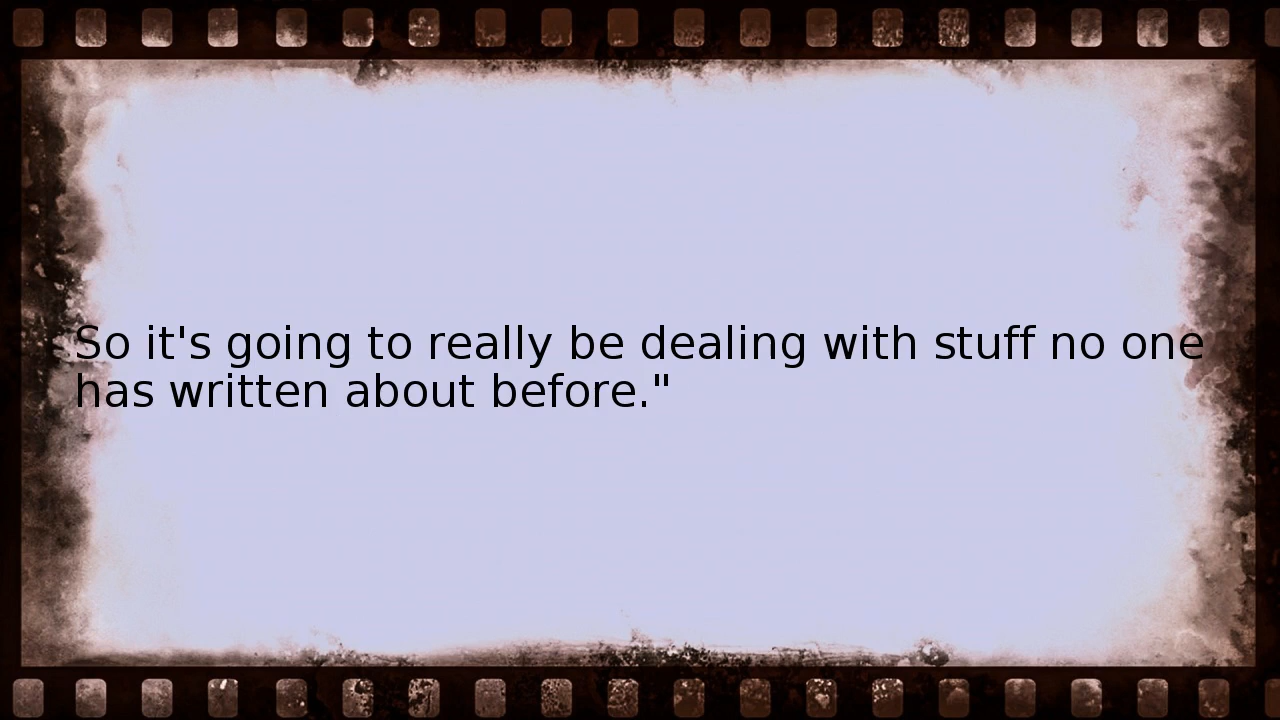 So it's going to really be dealing with stuff no one
has written about before."